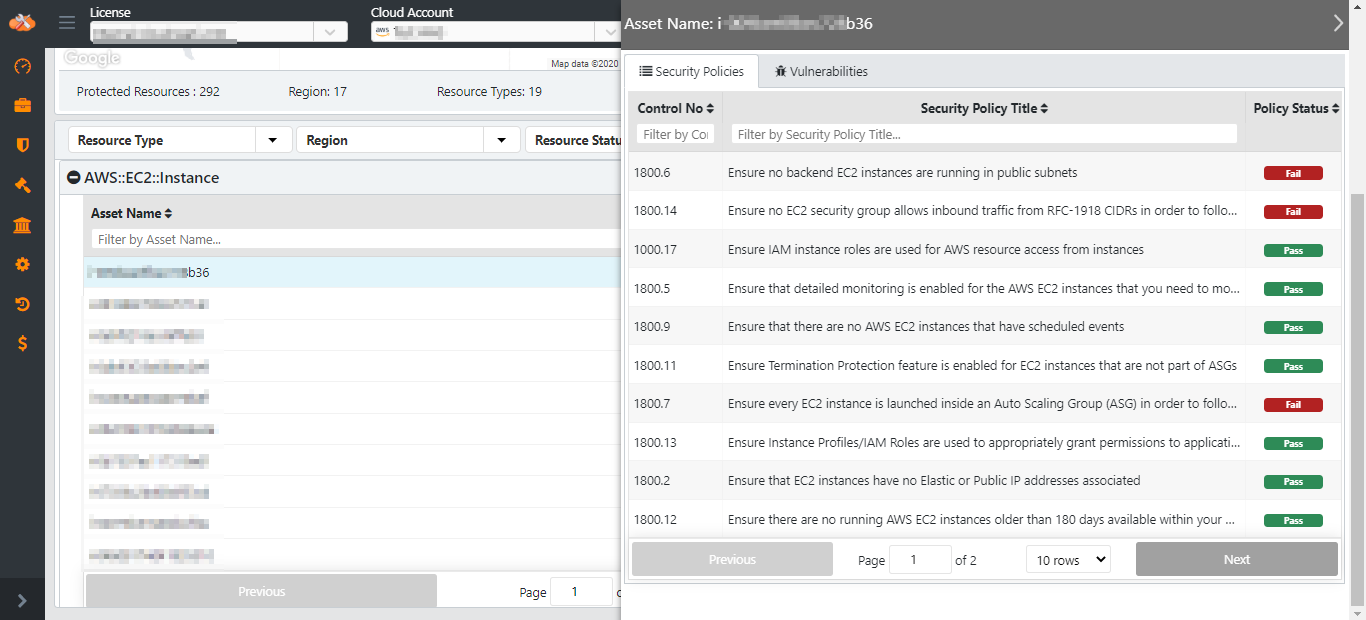 License
Cloud Account
aws
Google
Map data ©2020
Protected Resources : 292
Region: 17
Resource Types: 19
Resource Type
Region
Resource Statu
AWS::EC2::Instance
Asset Name
Filter by Asset Name...
b36
Previous
Page
1
Asset Name: i
b36
Security Policies
Vulnerabilities
Control No
Security Policy Title
Policy Status
Filter by Cor
Filter by Security Policy Title...
1800.6 Ensure no backend EC2 instances are running in public subnets Fail
1800.14 Ensure no EC2 security group allows inbound traffic from RFC-1918 CIDRs in order to follo... Fail
1000.17 Ensure IAM instance roles are used for AWS resource access from instances Pass
1800.5 Ensure that detailed monitoring is enabled for the AWS EC2 instances that you need to mo... Pass
1800.9 Ensure that there are no AWS EC2 instances that have scheduled events Pass
1800.11 Ensure Termination Protection feature is enabled for EC2 instances that are not part of ASGs Pass
1800.7 Ensure every EC2 instance is launched inside an Auto Scaling Group (ASG) in order to follo... Fail
1800.13 Ensure Instance Profiles/IAM Roles are used to appropriately grant permissions to applicati... Pass
1800.2 Ensure that EC2 instances have no Elastic or Public IP addresses associated Pass
1800.12 Ensure there are no running AWS EC2 instances older than 180 days available within your ... Pass
Previous
Page 1 of 2
10 rows
Next